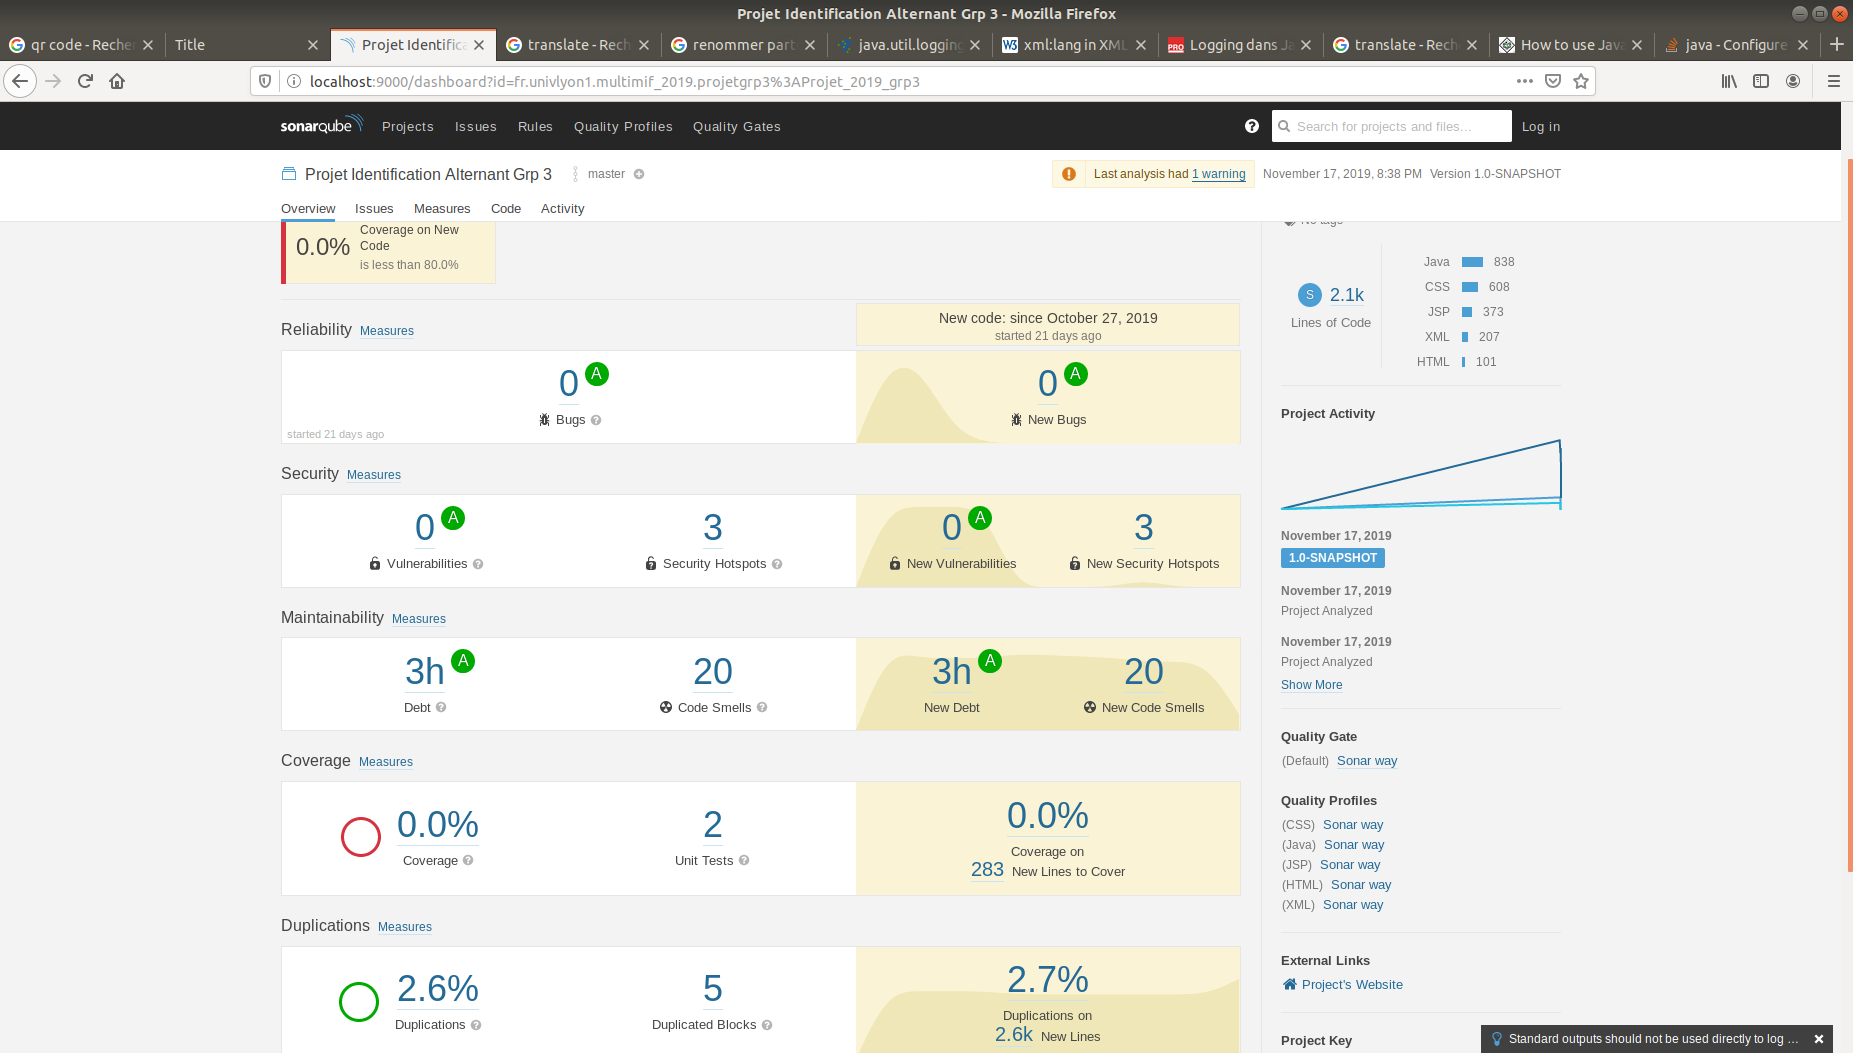 Projet Identification Alternant Grp 3 - Mozilla Firefox
qr code - Recher
Title
Projet Identifica
translate - Rech
renommer part
java.util.logging
xml:lang in XML
Logging dans Ja
translate - Rech
How to use Java
java - Configure
localhost:9000/dashboard?id=fr.univlyon1.multimif_2019.projetgrp3%3AProjet_2019_grp3
sonarqube Projects Issues Rules Quality Profiles Quality Gates
Search for projects and files...
Log in
Projet Identification Alternant Grp 3
master
Last analysis had 1 warning
November 17, 2019, 8:38 PM Version 1.0-SNAPSHOT
Overview Issues Measures Code Activity
0.0%
Coverage on New
Code
is less than 80.0%
Reliability Measures
New code: since October 27, 2019
started 21 days ago
0 A
Bugs
started 21 days ago
0 A
New Bugs
Security Measures
0 A
Vulnerabilities
3
Security Hotspots
0 A
New Vulnerabilities
3
New Security Hotspots
Maintainability Measures
3h A
Debt
20
Code Smells
3h A
New Debt
20
New Code Smells
Coverage Measures
0.0%
Coverage
2
Unit Tests
0.0%
Coverage on
283 New Lines to Cover
Duplications Measures
2.6%
Duplications
5
Duplicated Blocks
2.7%
Duplications on
2.6k New Lines
No tags
S 2.1k
Lines of Code
Java 838
CSS 608
JSP 373
XML 207
HTML 101
Project Activity
November 17, 2019
1.0-SNAPSHOT
November 17, 2019
Project Analyzed
November 17, 2019
Project Analyzed
Show More
Quality Gate
(Default) Sonar way
Quality Profiles
(CSS) Sonar way
(Java) Sonar way
(JSP) Sonar way
(HTML) Sonar way
(XML) Sonar way
External Links
Project's Website
Project Key
Standard outputs should not be used directly to log ...